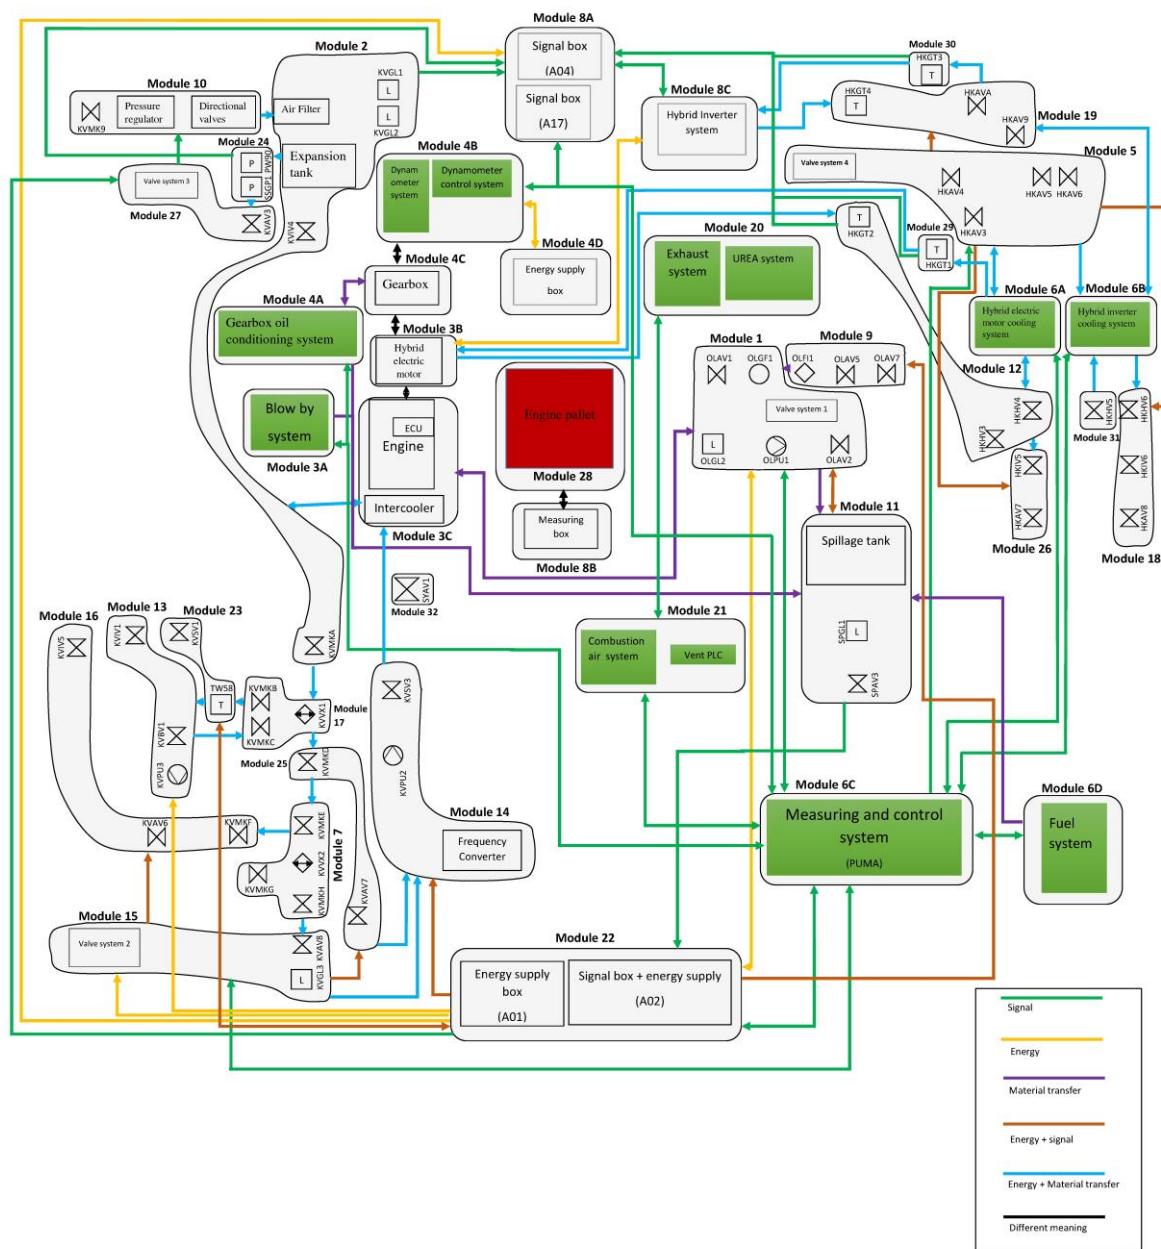 Module 8A
Signal box
(A04)
Signal box
(A17)
Module 2
KVGL1
L
L
KVGL2
Air Filter
Expansion
tank
KVIV4
Module 10
KVMK9
Pressure
regulator
Directional
valves
Module 24
P
PW90
P
SSGP1
Valve system 3
KVAV3
Module 27
Module 4B
Dynam
ometer
system
Dynamometer
control system
Module 8C
Hybrid Inverter
system
Module 30
HKGT3
T
HKGT4
T
HKAVA
HKAV9
Module 19
Module 5
Valve system 4
HKAV4
HKAV5
HKAV6
HKAV3
Module 29
T
HKGT1
T
HKGT2
Module 20
Exhaust
system
UREA system
Module 4D
Energy supply
box
Module 4C
Gearbox
Module 4A
Gearbox oil
conditioning system
Module 3B
Hybrid
electric
motor
Module 6A
Hybrid electric
motor cooling
system
Module 6B
Hybrid inverter
cooling system
Module 12
HKHV4
HKHV3
HKHV5
Module 31
HKHV6
HKIV6
HKAV8
Module 18
HKIV5
HKAV7
Module 26
Module 1
OLAV1
OLGF1
Module 9
OLFI1
OLAV5
OLAV7
Valve system 1
L
OLGL2
OLPU1
OLAV2
Blow by
system
Module 3A
ECU
Engine
Intercooler
Module 3C
Engine pallet
Module 28
Measuring
box
Module 8B
SYAV1
Module 32
Module 11
Spillage tank
SPGL1
L
SPAV3
Module 21
Combustion
air system
Vent PLC
Module 16
KVIV5
Module 13
KVIV1
Module 23
KVSV1
TW58
T
KVMKA
KVMKB
KVMKC
KVVX1
Module
17
KVBV1
KVPU3
Module 25
KVMKD
KVSV3
KVPU2
Module 14
Frequency
Converter
KVAV6
KVMKF
KVMKE
KVVX2
Module 7
KVMKG
KVMKH
KVAV7
Module 15
Valve system 2
KVAV8
L
KVGL3
Module 6C
Measuring and control
system
(PUMA)
Module 6D
Fuel
system
Module 22
Energy supply
box
(A01)
Signal box + energy supply
(A02)
Signal
Energy
Material transfer
Energy + signal
Energy + Material transfer
Different meaning